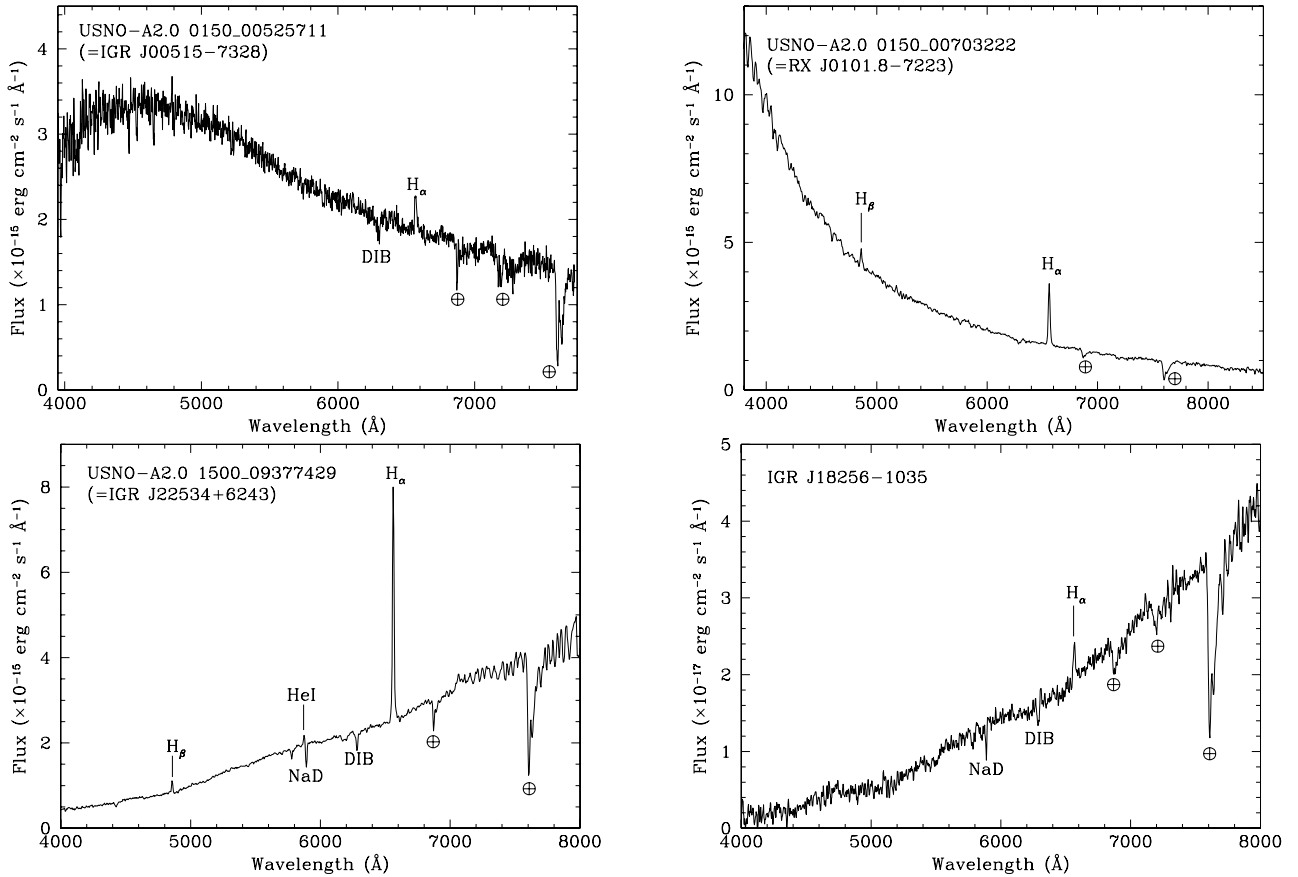 USNO−A2.0 0150_00525711
(=IGR J00515−7328)
Flux (×10⁻¹⁵ erg cm⁻² s⁻¹ Å⁻¹)
4
3
2
1
0
Hα
DIB
⊕
⊕
⊕
4000 5000 6000 7000
Wavelength (Å)
USNO−A2.0 0150_00703222
(=RX J0101.8−7223)
Flux (×10⁻¹⁵ erg cm⁻² s⁻¹ Å⁻¹)
10
5
0
Hβ
Hα
⊕
⊕
4000 5000 6000 7000 8000
Wavelength (Å)
USNO−A2.0 1500_09377429
(=IGR J22534+6243)
Flux (×10⁻¹⁵ erg cm⁻² s⁻¹ Å⁻¹)
8
6
4
2
0
Hα
HeI
Hβ
NaD
DIB
⊕
⊕
4000 5000 6000 7000 8000
Wavelength (Å)
IGR J18256−1035
Flux (×10⁻¹⁷ erg cm⁻² s⁻¹ Å⁻¹)
5
4
3
2
1
0
Hα
NaD
DIB
⊕
⊕
⊕
4000 5000 6000 7000 8000
Wavelength (Å)